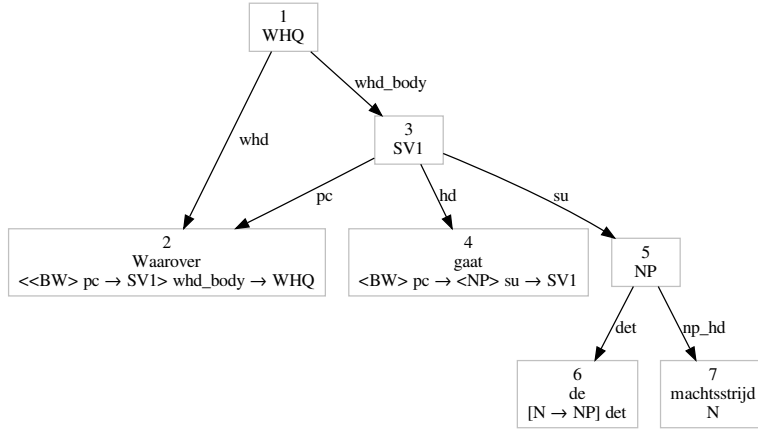 1
WHQ
whd_body
whd
3
SV1
pc
hd
su
2
Waarover
<<BW> pc → SV1> whd_body → WHQ
4
gaat
<BW> pc → <NP> su → SV1
5
NP
det
np_hd
6
de
[N → NP] det
7
machtsstrijd
N